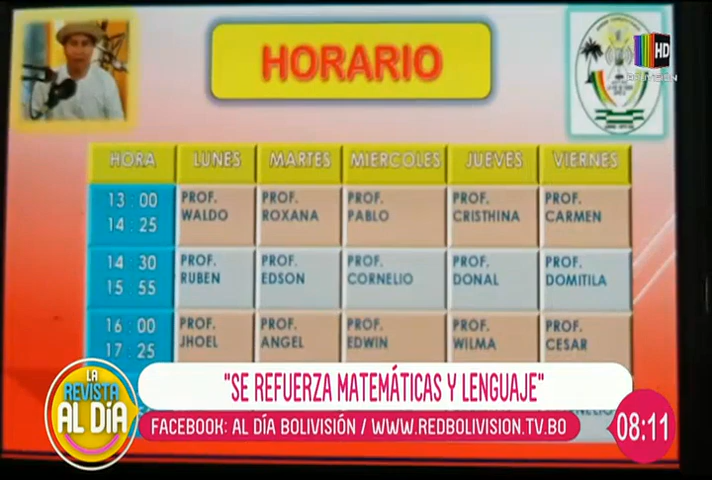 HORARIO
HD
BOLIVISIÓN
HORA LUNES MARTES MIERCOLES JUEVES VIERNES
13 : 00 PROF. PROF. PROF. PROF. PROF.
14 : 25 WALDO ROXANA PABLO CRISTHINA CARMEN
14 : 30 PROF. PROF. PROF. PROF. PROF.
15 : 55 RUBEN EDSON CORNELIO DONAL DOMITILA
16 : 00 PROF. PROF. PROF. PROF. PROF.
17 : 25 JHOEL ANGEL EDWIN WILMA CESAR
LA
REVISTA
AL DÍA
"SE REFUERZA MATEMÁTICAS Y LENGUAJE"
FACEBOOK: AL DÍA BOLIVISIÓN / WWW.REDBOLIVISION.TV.BO
08:11